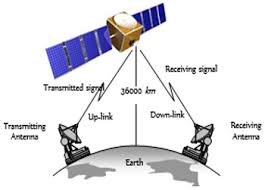 Transmitted signal
Receiving signal
36000 km
Transmitting
Antenna
Up-link
Down-link
Receiving
Antenna
Earth